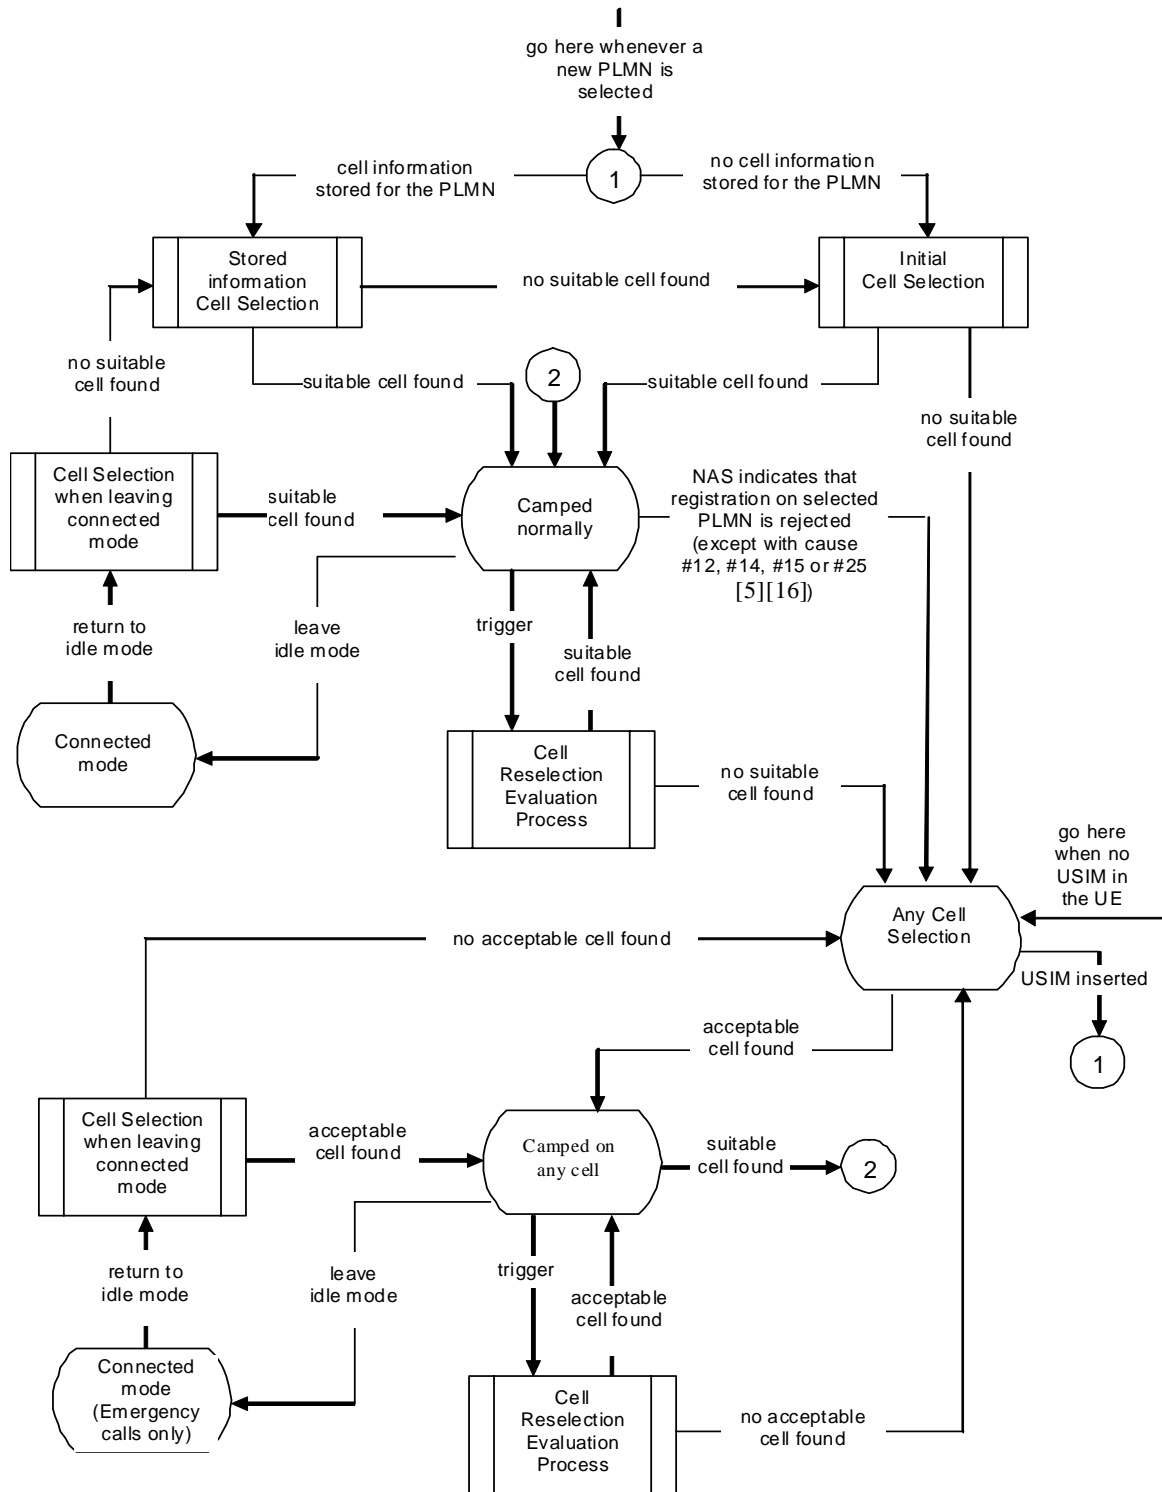 go here whenever a
new PLMN is
selected
cell information
stored for the PLMN
1
no cell information
stored for the PLMN
Stored
information
Cell Selection
no suitable cell found
Initial
Cell Selection
no suitable
cell found
suitable cell found
2
suitable cell found
no suitable
cell found
Cell Selection
when leaving
connected
mode
suitable
cell found
Camped
normally
NAS indicates that
registration on selected
PLMN is rejected
(except with cause
#12, #14, #15 or #25
[5][16])
return to
idle mode
leave
idle mode
trigger
suitable
cell found
Connected
mode
Cell
Reselection
Evaluation
Process
no suitable
cell found
go here
when no
USIM in
the UE
Any Cell
Selection
no acceptable cell found
USIM inserted
acceptable
cell found
1
Cell Selection
when leaving
connected
mode
acceptable
cell found
Camped on
any cell
suitable
cell found
2
return to
idle mode
leave
idle mode
trigger
acceptable
cell found
Connected
mode
(Emergency
calls only)
Cell
Reselection
Evaluation
Process
no acceptable
cell found